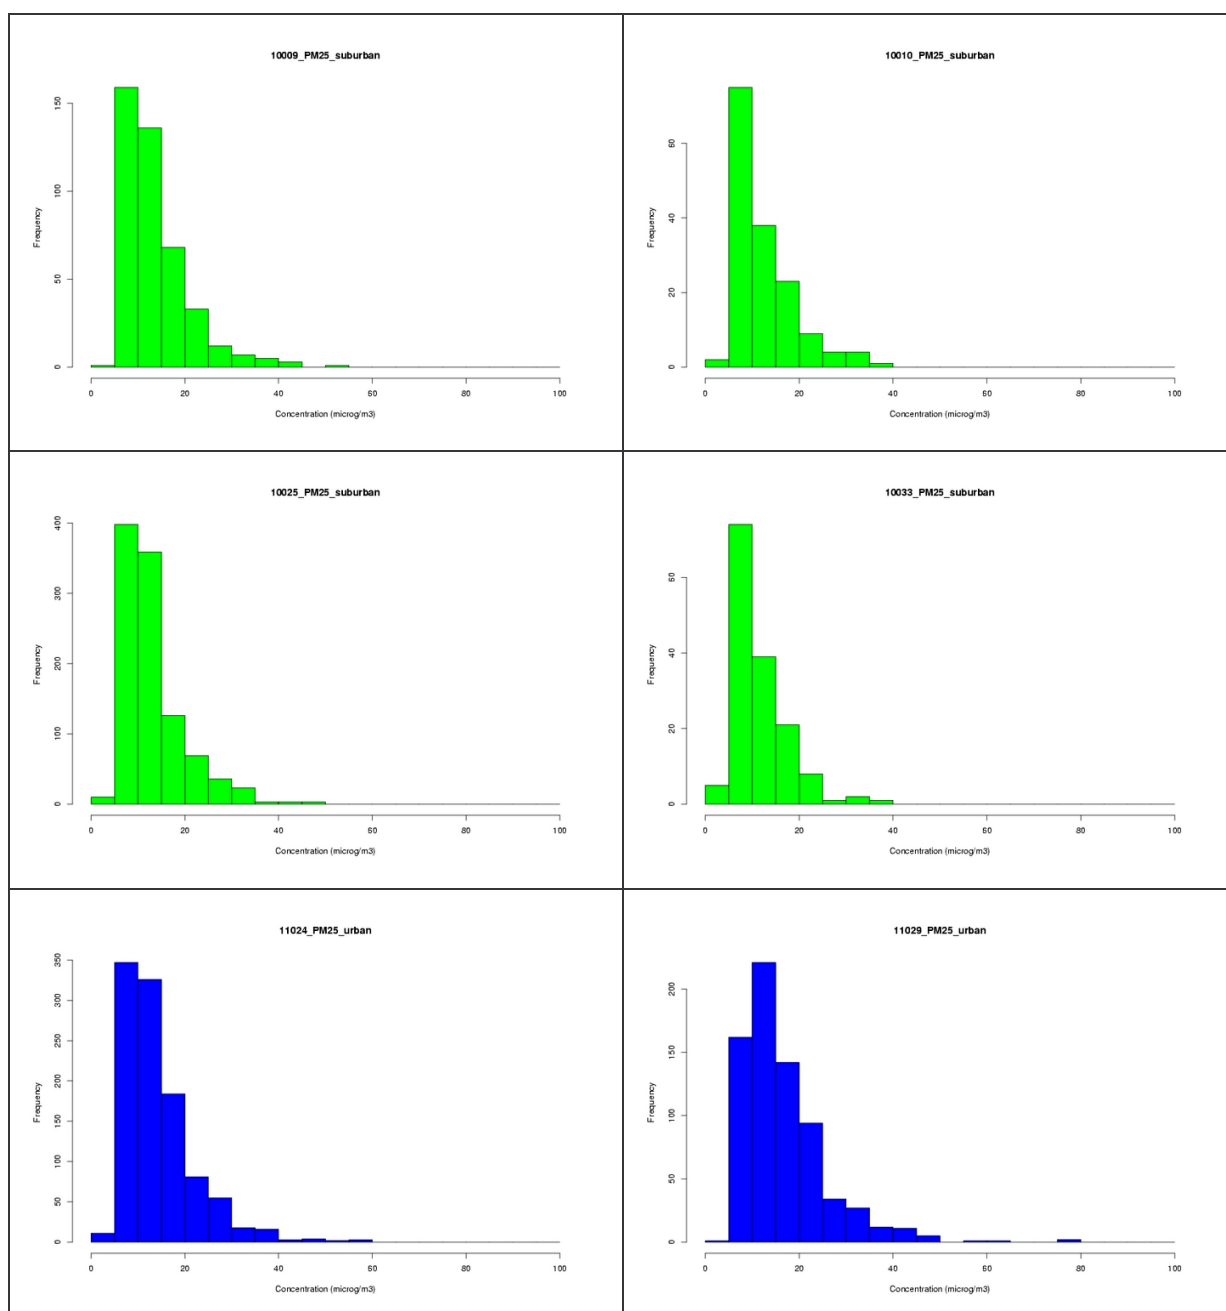 10009_PM25_suburban
Frequency
0 50 100 150
0 20 40 60 80 100
Concentration (microg/m3)
10010_PM25_suburban
Frequency
0 20 40 60
0 20 40 60 80 100
Concentration (microg/m3)
10025_PM25_suburban
Frequency
0 100 200 300 400
0 20 40 60 80 100
Concentration (microg/m3)
10033_PM25_suburban
Frequency
0 20 40 60
0 20 40 60 80 100
Concentration (microg/m3)
11024_PM25_urban
Frequency
0 50 100 150 200 250 300 350
0 20 40 60 80 100
Concentration (microg/m3)
11029_PM25_urban
Frequency
0 50 100 150 200
0 20 40 60 80 100
Concentration (microg/m3)